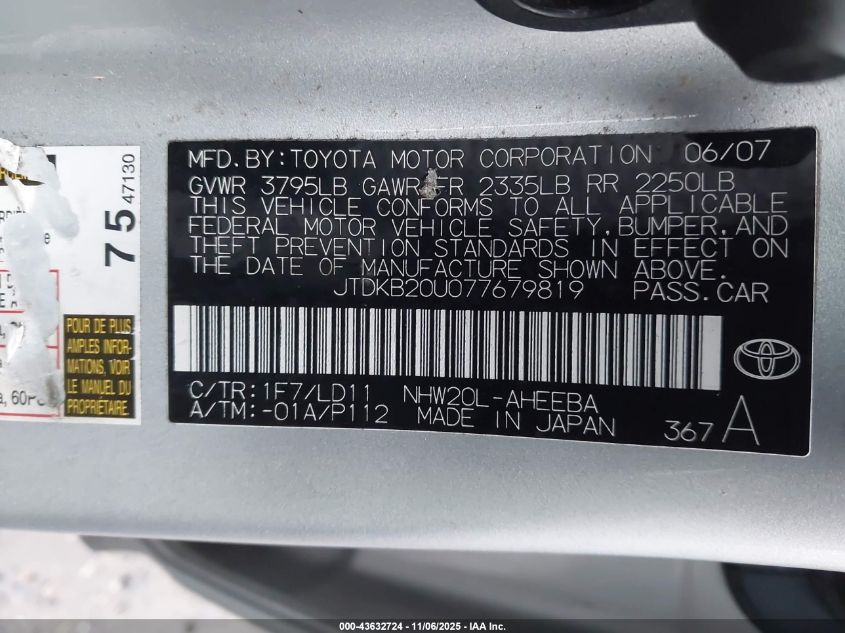 75 47130
POUR DE PLUS
AMPLES INFOR-
MATIONS, VOIR
LE MANUEL DU
PROPRIÉTAIRE.
a, 60P
MFD. BY: TOYOTA MOTOR CORPORATION 06/07
GVWR 3795LB GAWR FR 2335LB RR 2250LB
THIS VEHICLE CONFORMS TO ALL APPLICABLE
FEDERAL MOTOR VEHICLE SAFETY, BUMPER, AND
THEFT PREVENTION STANDARDS IN EFFECT ON
THE DATE OF MANUFACTURE SHOWN ABOVE.
JTDKB20U077679819 PASS. CAR
C/TR: 1F7/LD11 NHW20L-AHEEBA
A/TM: -01A/P112 MADE IN JAPAN 367 A
000-43632724 - 11/06/2025 - IAA Inc.